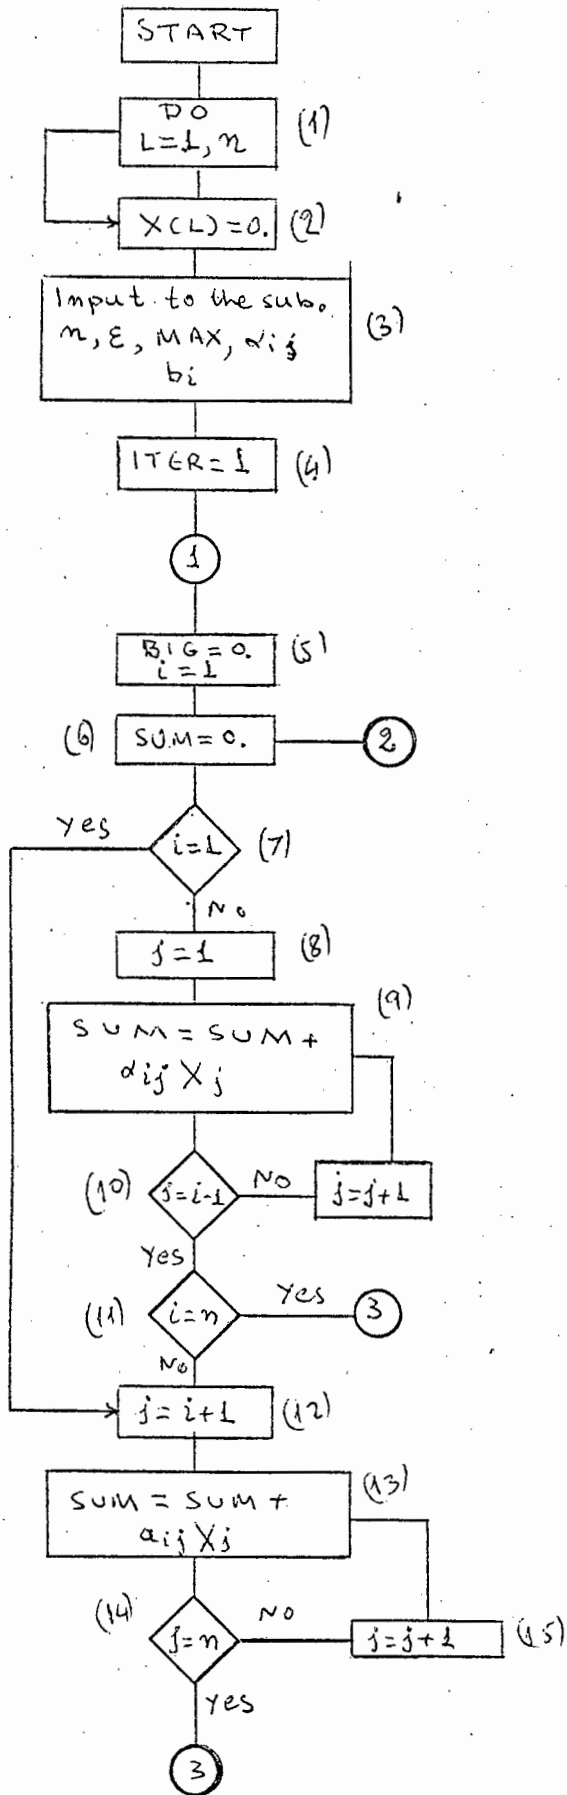 START
DO
L=1, n
(1)
X(L)=0.
(2)
Input to the sub.
n, ε, MAX, αij
bi
(3)
ITER=1
(4)
1
BIG=0.
i=1
(5)
(6)
SUM=0.
2
Yes
i=1
(7)
No
j=1
(8)
(9)
SUM = SUM +
αij Xj
(10)
j=i-1
No
j=j+1
Yes
(11)
i=n
Yes
3
No
j=i+1
(12)
(13)
SUM = SUM +
aij Xj
(14)
j=n
No
j=j+1
(15)
Yes
3